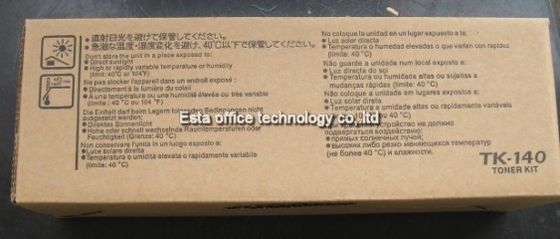 ●直射日光を避けて保管してください。
●急激な温度・湿度変化を避け、40℃以下で保管して下さい。
Don't store the unit in a place exposed to:
● Direct sunlight
● High or rapidly variable temperature or humidity
(limit: 40°C or 104°F)
Ne pas stocker l'appareil dans un endroit exposé :
● Directement à la lumière du soleil
● A une température ou une humidité élevée ou très variable
(limite : 40 °C ou 104 °F)
Die Einheit darf beim Lagern folgenden Bedingungen nicht
ausgesetzt werden:
● Direktes Sonnenlicht
● Hohe oder schnell wechselnde Raumtemperaturen oder
Feuchtigkeit (Grenze: 40 °C)
Non conservare l'unità in un luogo esposto a:
● Luce solare diretta
● Temperatura o umidità elevata o rapidamente variabile
(limite: 40 °C)
No coloque la unidad en un lugar expuesto a:
● Luz solar directa
● Temperatura o humedad elevadas o que varíen con rapidez
(límite: 40 °C)
Não guarde a unidade num local exposto a:
● Luz directa do sol
● Temperatura ou humidade altas ou sujeitas a
mudanças rápidas (limite: 40 °C)
Não coloque a unidade em lugares expostos a:
● Luz solar direta
● Temperatura e umidade altas ou rapidamente variáveis
(limite: 40 °C)
устройство не должно
подвергаться воздействию:
● прямых солнечных лучей;
● высоких либо резко меняющихся температур
(не более 40 °C) и влажности.
Esta office technology co.,ltd
TK-140
TONER KIT